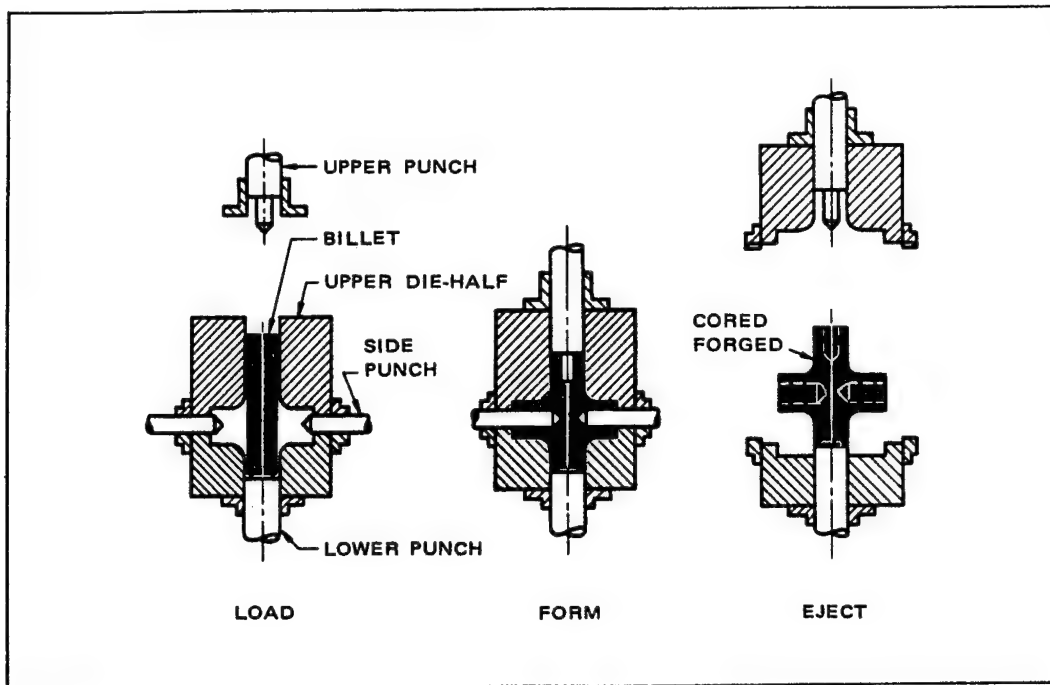 UPPER PUNCH
BILLET
UPPER DIE-HALF
SIDE
PUNCH
LOWER PUNCH
CORED
FORGED
LOAD
FORM
EJECT